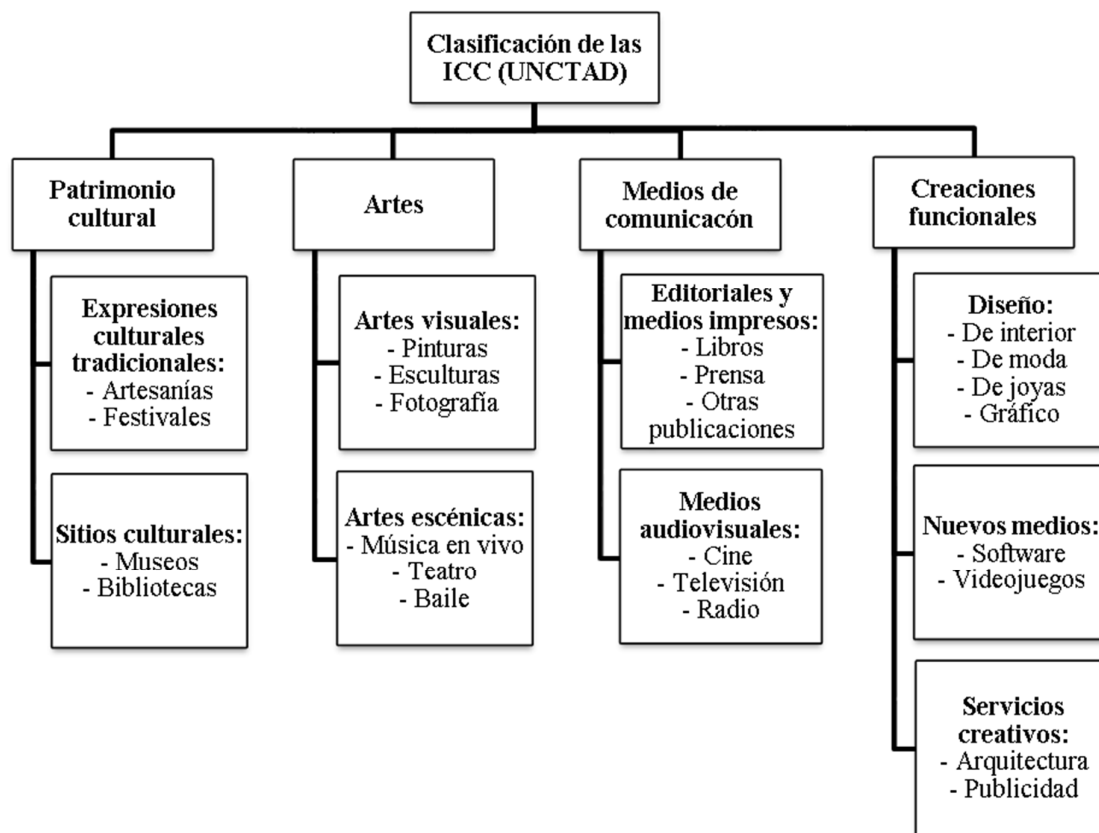 Clasificación de las
ICC (UNCTAD)
Patrimonio
cultural
Artes
Medios de
comunicacón
Creaciones
funcionales
Expresiones
culturales
tradicionales:
- Artesanías
- Festivales
Sitios culturales:
- Museos
- Bibliotecas
Artes visuales:
- Pinturas
- Esculturas
- Fotografía
Artes escénicas:
- Música en vivo
- Teatro
- Baile
Editoriales y
medios impresos:
- Libros
- Prensa
- Otras
publicaciones
Medios
audiovisuales:
- Cine
- Televisión
- Radio
Diseño:
- De interior
- De moda
- De joyas
- Gráfico
Nuevos medios:
- Software
- Videojuegos
Servicios
creativos:
- Arquitectura
- Publicidad